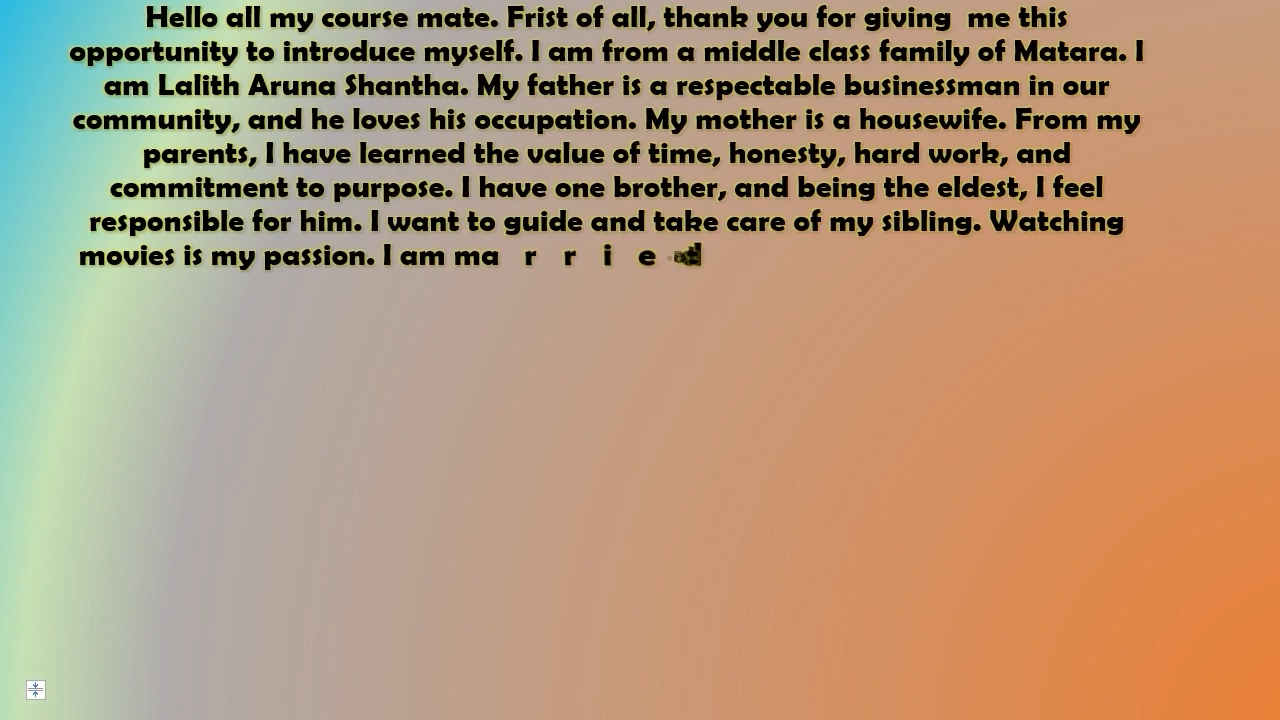 Hello all my course mate. Frist of all, thank you for giving  me this
opportunity to introduce myself. I am from a middle class family of Matara. I
am Lalith Aruna Shantha. My father is a respectable businessman in our
community, and he loves his occupation. My mother is a housewife. From my
parents, I have learned the value of time, honesty, hard work, and
commitment to purpose. I have one brother, and being the eldest, I feel
responsible for him. I want to guide and take care of my sibling. Watching
movies is my passion. I am ma r r i e